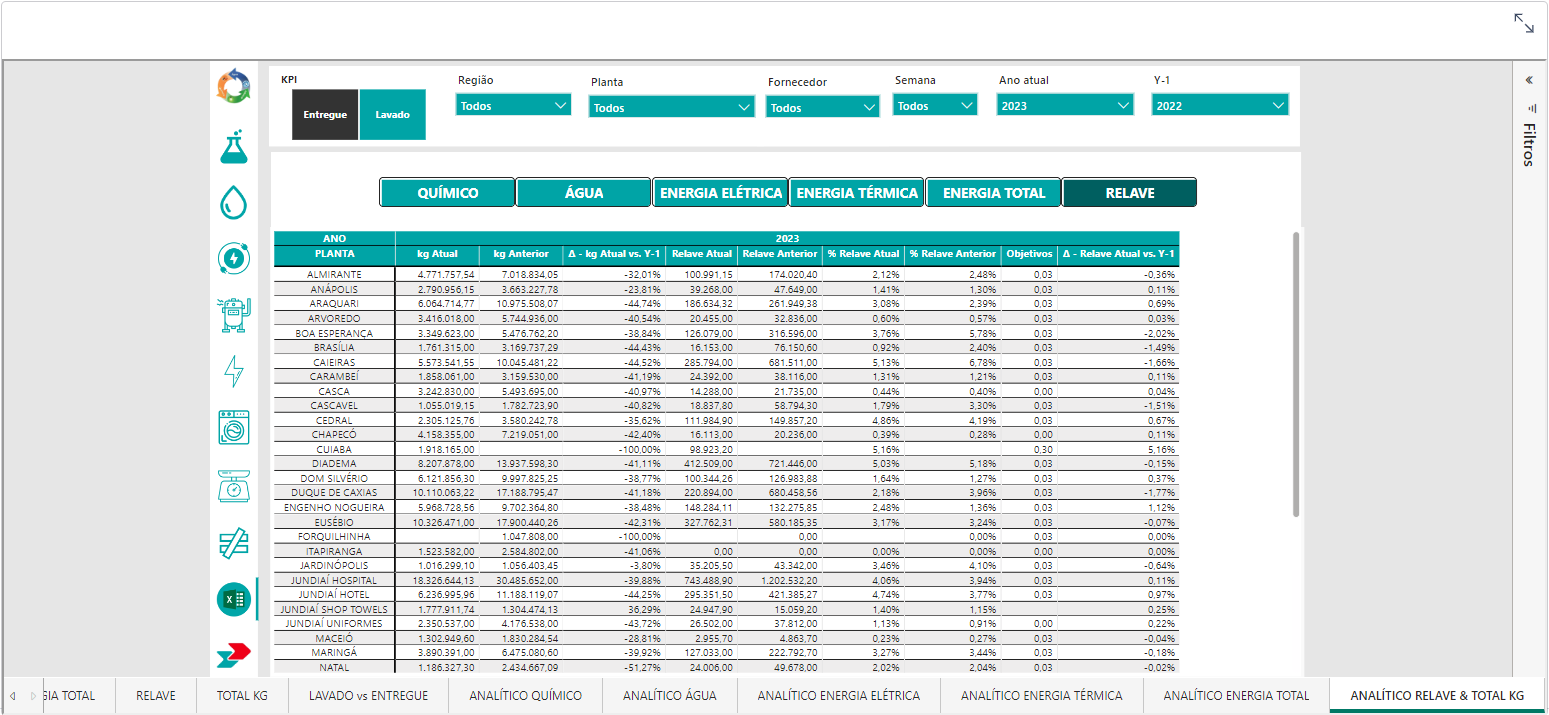 KPI
Entregue Lavado
Região
Todos
Planta
Todos
Fornecedor
Todos
Semana
Todos
Ano atual
2023
Y-1
2022
Filtros
QUÍMICO ÁGUA ENERGIA ELÉTRICA ENERGIA TÉRMICA ENERGIA TOTAL RELAVE
ANO 2023
PLANTA kg Atual kg Anterior Δ - kg Atual vs. Y-1 Relave Atual Relave Anterior % Relave Atual % Relave Anterior Objetivos Δ - Relave Atual vs. Y-1
ALMIRANTE 4.771.757,54 7.018.834,05 -32,01% 100.991,15 174.020,40 2,12% 2,48% 0,03 -0,36%
ANÁPOLIS 2.790.956,15 3.663.227,78 -23,81% 39.268,00 47.649,00 1,41% 1,30% 0,03 0,11%
ARAQUARI 6.064.714,77 10.975.508,07 -44,74% 186.634,32 261.949,38 3,08% 2,39% 0,03 0,69%
ARVOREDO 3.416.018,00 5.744.936,00 -40,54% 20.455,00 32.836,00 0,60% 0,57% 0,03 0,03%
BOA ESPERANÇA 3.349.623,00 5.476.762,20 -38,84% 126.079,00 316.596,00 3,76% 5,78% 0,03 -2,02%
BRASÍLIA 1.761.315,00 3.169.737,29 -44,43% 16.153,00 76.150,60 0,92% 2,40% 0,03 -1,49%
CAIEIRAS 5.573.541,55 10.045.481,22 -44,52% 285.794,00 681.511,00 5,13% 6,78% 0,03 -1,66%
CARAMBEÍ 1.858.061,00 3.159.530,00 -41,19% 24.392,00 38.116,00 1,31% 1,21% 0,03 0,11%
CASCA 3.242.830,00 5.493.695,00 -40,97% 14.288,00 21.735,00 0,44% 0,40% 0,00 0,04%
CASCAVEL 1.055.019,15 1.782.723,90 -40,82% 18.837,80 58.794,30 1,79% 3,30% 0,03 -1,51%
CEDRAL 2.305.125,76 3.580.242,78 -35,62% 111.984,90 149.857,20 4,86% 4,19% 0,03 0,67%
CHAPECÓ 4.158.355,00 7.219.051,00 -42,40% 16.113,00 20.236,00 0,39% 0,28% 0,00 0,11%
CUIABA 1.918.165,00 -100,00% 98.923,20 5,16% 0,30 5,16%
DIADEMA 8.207.878,00 13.937.598,30 -41,11% 412.509,00 721.446,00 5,03% 5,18% 0,03 -0,15%
DOM SILVÉRIO 6.121.856,30 9.997.825,25 -38,77% 100.344,26 126.983,88 1,64% 1,27% 0,03 0,37%
DUQUE DE CAXIAS 10.110.063,22 17.188.795,47 -41,18% 220.894,00 680.458,56 2,18% 3,96% 0,03 -1,77%
ENGENHO NOGUEIRA 5.968.728,56 9.702.364,80 -38,48% 148.284,11 132.275,85 2,48% 1,36% 0,03 1,12%
EUSÉBIO 10.326.471,00 17.900.440,26 -42,31% 327.762,31 580.185,35 3,17% 3,24% 0,03 -0,07%
FORQUILHINHA 1.047.808,00 -100,00% 0,00 0,00% 0,03 0,00%
ITAPIRANGA 1.523.582,00 2.584.802,00 -41,06% 0,00 0,00 0,00% 0,00% 0,00 0,00%
JARDINÓPOLIS 1.016.299,10 1.056.403,45 -3,80% 35.205,50 43.342,00 3,46% 4,10% 0,03 -0,64%
JUNDIAÍ HOSPITAL 18.326.644,13 30.485.652,00 -39,88% 743.488,90 1.202.532,20 4,06% 3,94% 0,03 0,11%
JUNDIAÍ HOTEL 6.236.995,96 11.188.119,07 -44,25% 295.351,50 421.385,27 4,74% 3,77% 0,03 0,97%
JUNDIAÍ SHOP TOWELS 1.777.911,74 1.304.474,13 36,29% 24.947,90 15.059,20 1,40% 1,15% 0,25%
JUNDIAÍ UNIFORMES 2.350.537,00 4.176.538,00 -43,72% 26.502,00 37.812,00 1,13% 0,91% 0,00 0,22%
MACEIÓ 1.302.949,60 1.830.284,54 -28,81% 2.955,70 4.863,70 0,23% 0,27% 0,03 -0,04%
MARINGÁ 3.890.391,00 6.475.080,60 -39,92% 127.033,00 222.792,70 3,27% 3,44% 0,03 -0,18%
NATAL 1.186.327,30 2.434.667,09 -51,27% 24.006,00 49.678,00 2,02% 2,04% 0,03 -0,02%
GIA TOTAL RELAVE TOTAL KG LAVADO vs ENTREGUE ANALÍTICO QUÍMICO ANALÍTICO ÁGUA ANALÍTICO ENERGIA ELÉTRICA ANALÍTICO ENERGIA TÉRMICA ANALÍTICO ENERGIA TOTAL ANALÍTICO RELAVE & TOTAL KG